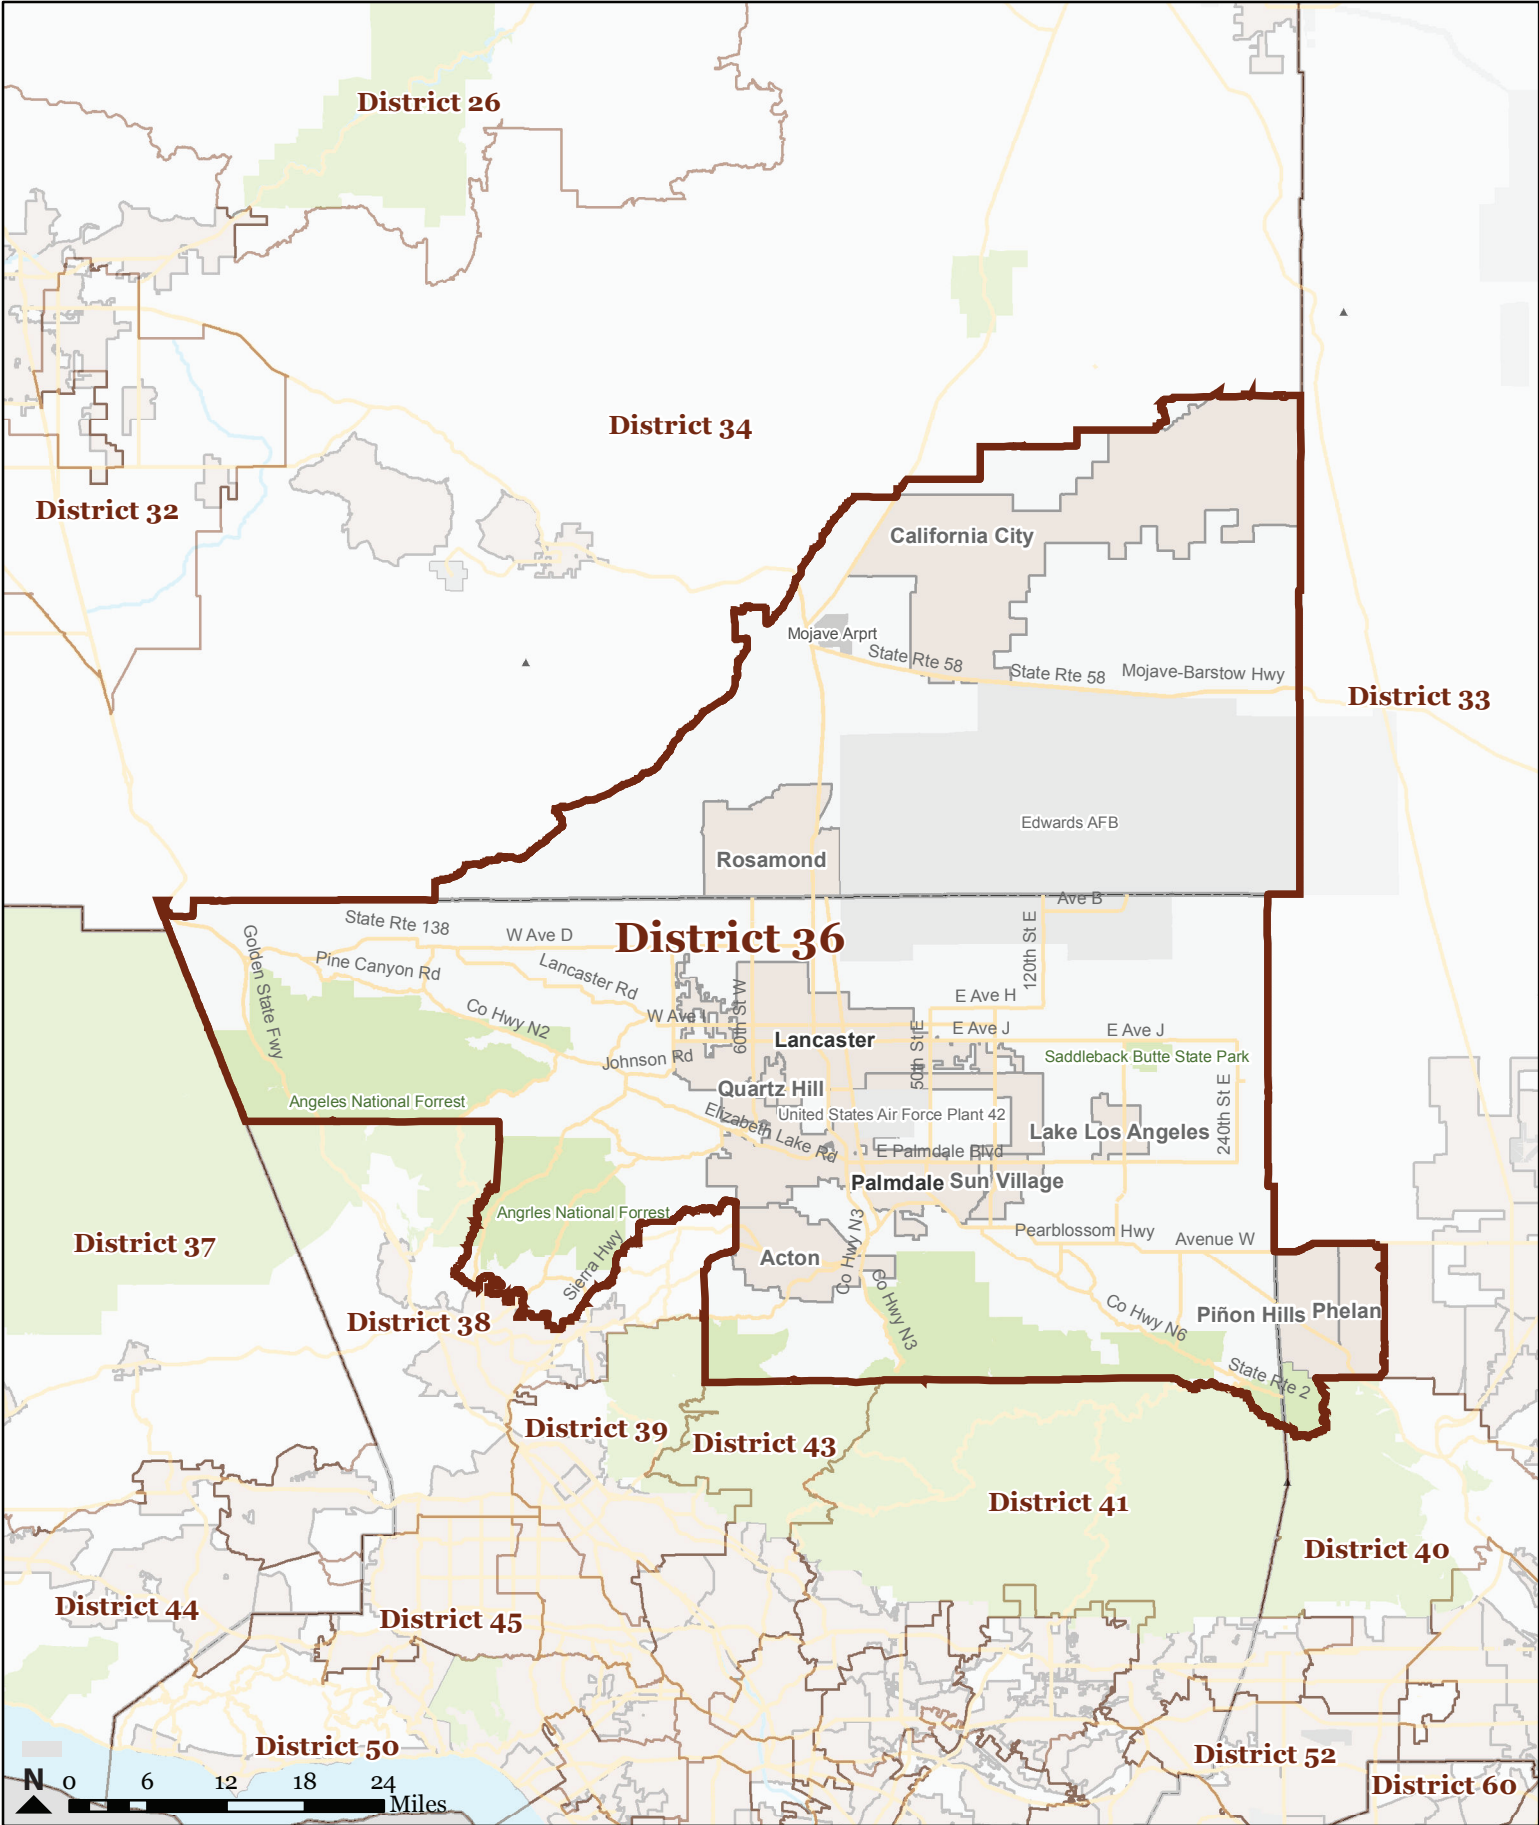 District 26
District 34
District 32
California City
Mojave Arprt
State Rte 58
State Rte 58
Mojave-Barstow Hwy
District 33
Edwards AFB
Rosamond
Ave B
State Rte 138
W Ave D
District 36
Golden State Fwy
Pine Canyon Rd
Lancaster Rd
120th St E
Co Hwy N2
60th St W
E Ave H
W Ave I
Lancaster
50th St E
E Ave J
E Ave J
Johnson Rd
Saddleback Butte State Park
Quartz Hill
240th St E
Angeles National Forrest
United States Air Force Plant 42
Elizabeth Lake Rd
Lake Los Angeles
E Palmdale Blvd
Palmdale
Sun Village
Angrles National Forrest
Sierra Hwy
Co Hwy N3
Pearblossom Hwy
Avenue W
District 37
Acton
Co Hwy N3
Co Hwy N6
Piñon Hills
Phelan
District 38
State Rte 2
District 39
District 43
District 41
District 40
District 44
District 45
District 50
District 52
District 60
N
0 6 12 18 24
Miles